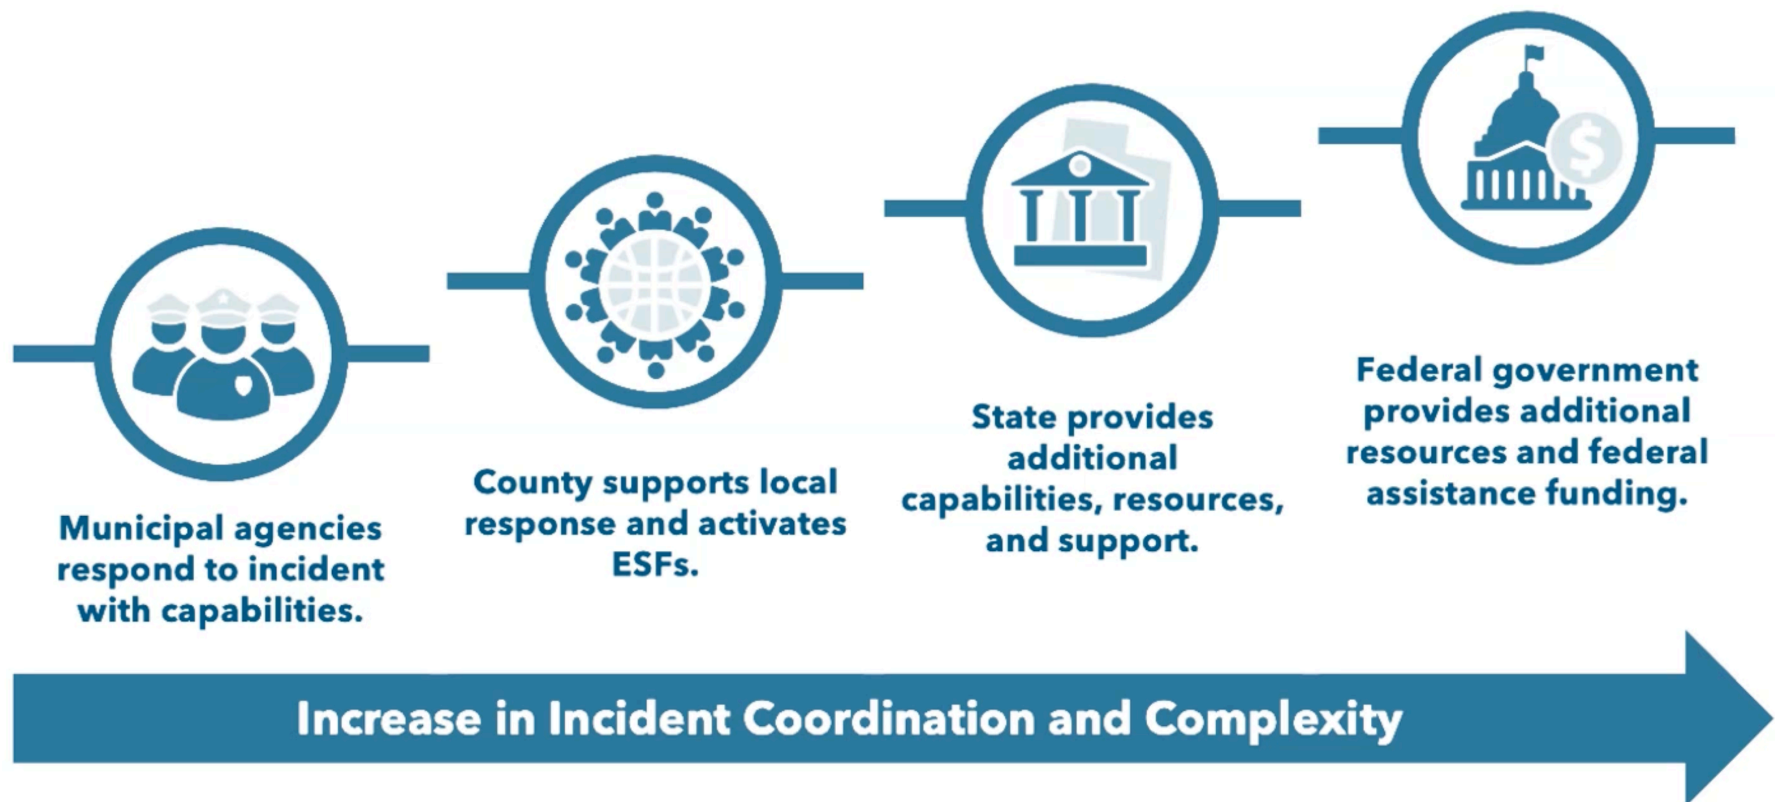 Municipal agencies
respond to incident
with capabilities.
County supports local
response and activates
ESFs.
State provides
additional
capabilities, resources,
and support.
$
Federal government
provides additional
resources and federal
assistance funding.
Increase in Incident Coordination and Complexity